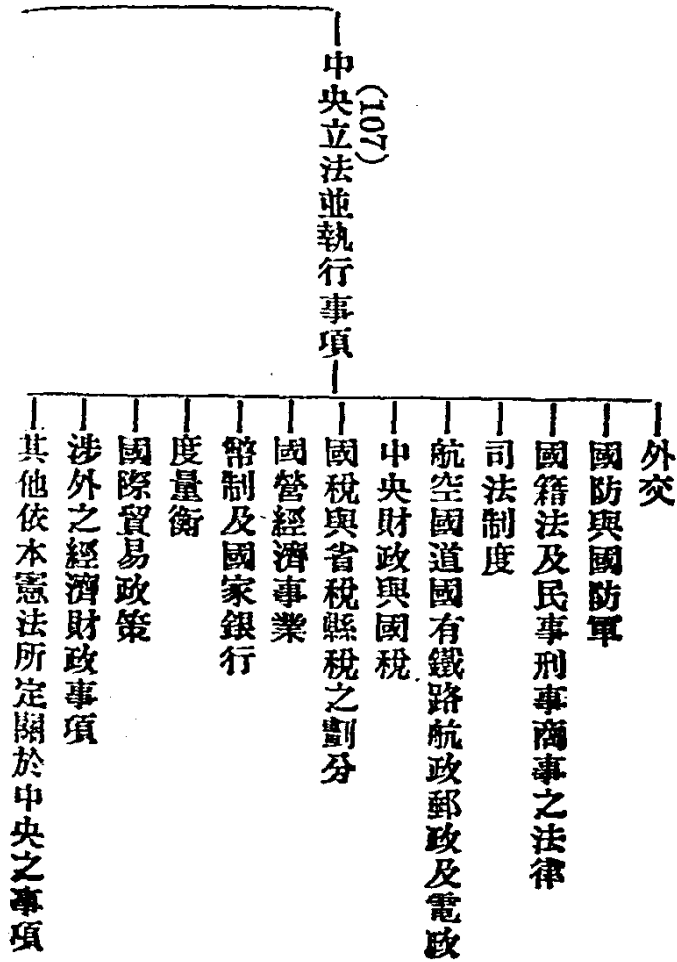 (107)
中央立法並執行事項
外交
國防與國防軍
國籍法及民事刑事商事之法律
司法制度
航空國道國有鐵路航政郵政及電政
中央財政與國稅
國稅與省稅縣稅之劃分
國營經濟事業
幣制及國家銀行
度量衡
國際貿易政策
涉外之經濟財政事項
其他依本憲法所定關於中央之事項